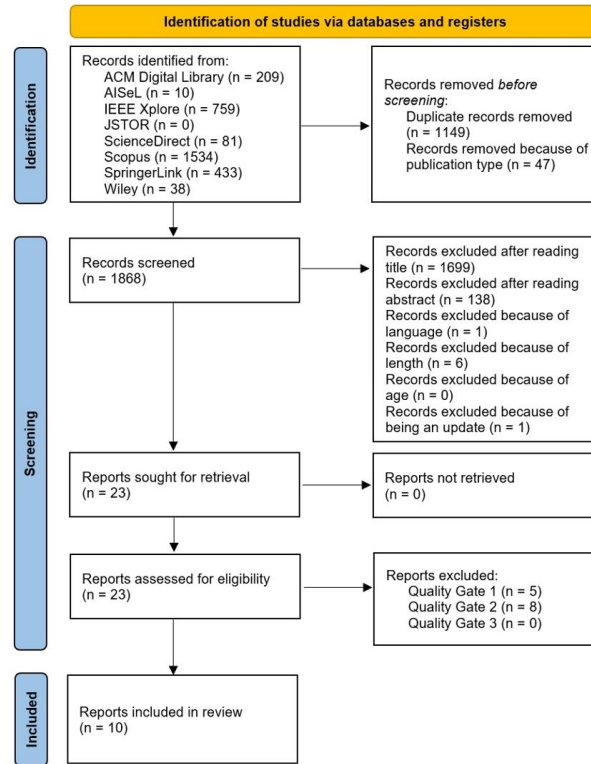 Identification of studies via databases and registers
Identification
Records identified from:
ACM Digital Library (n = 209)
AISeL (n = 10)
IEEE Xplore (n = 759)
JSTOR (n = 0)
ScienceDirect (n = 81)
Scopus (n = 1534)
SpringerLink (n = 433)
Wiley (n = 38)
Records removed before
screening:
Duplicate records removed
(n = 1149)
Records removed because of
publication type (n = 47)
Screening
Records screened
(n = 1868)
Records excluded after reading
title (n = 1699)
Records excluded after reading
abstract (n = 138)
Records excluded because of
language (n = 1)
Records excluded because of
length (n = 6)
Records excluded because of
age (n = 0)
Records excluded because of
being an update (n = 1)
Reports sought for retrieval
(n = 23)
Reports not retrieved
(n = 0)
Reports assessed for eligibility
(n = 23)
Reports excluded:
Quality Gate 1 (n = 5)
Quality Gate 2 (n = 8)
Quality Gate 3 (n = 0)
Included
Reports included in review
(n = 10)